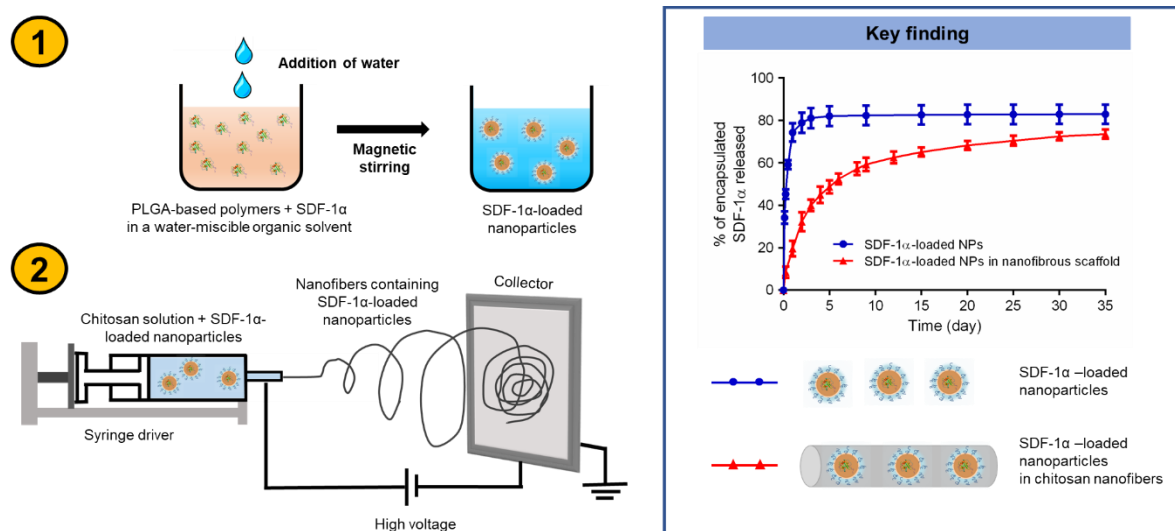 1
Addition of water
Magnetic
stirring
PLGA-based polymers + SDF-1α
in a water-miscible organic solvent
SDF-1α-loaded
nanoparticles
2
Chitosan solution + SDF-1α-
loaded nanoparticles
Nanofibers containing
SDF-1α-loaded
nanoparticles
Collector
Syringe driver
High voltage
Key finding
% of encapsulated
SDF-1α released
100
80
60
40
20
0
SDF-1α-loaded NPs
SDF-1α-loaded NPs in nanofibrous scaffold
0 5 10 15 20 25 30 35
Time (day)
SDF-1α –loaded
nanoparticles
SDF-1α –loaded
nanoparticles
in chitosan nanofibers